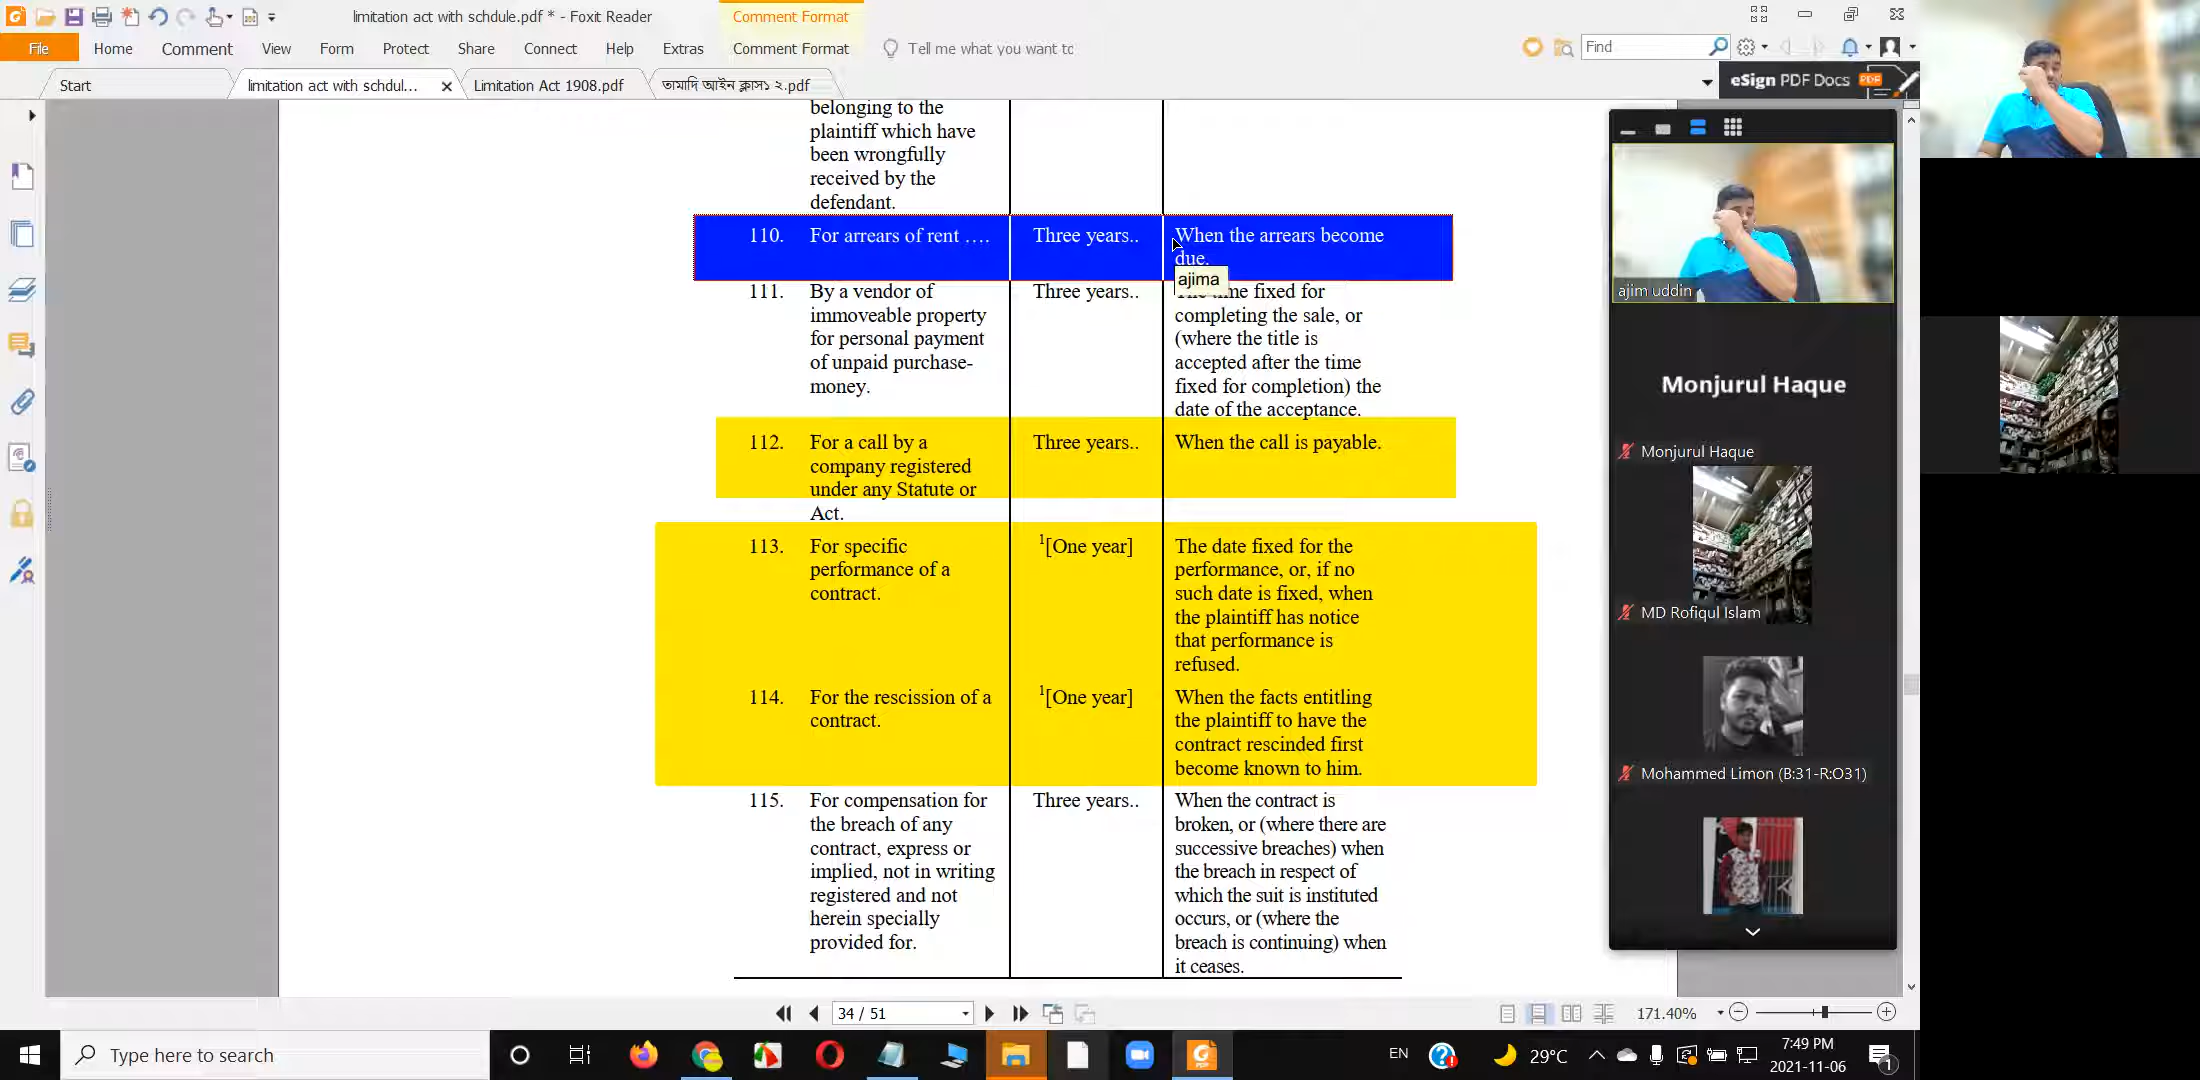 limitation act with schdule.pdf * - Foxit Reader
Comment Format
File
Home
Comment
View
Form
Protect
Share
Connect
Help
Extras
Comment Format
Tell me what you want tc
Find
Start
limitation act with schdul...
Limitation Act 1908.pdf
তামাদি আইন ক্লাস১ ২.pdf
eSign PDF Docs
PDF
belonging to the
plaintiff which have
been wrongfully
received by the
defendant.
110. For arrears of rent …. Three years.. When the arrears become
due.
ajima
111. By a vendor of Three years.. The time fixed for
immoveable property completing the sale, or
for personal payment (where the title is
of unpaid purchase- accepted after the time
money. fixed for completion) the
date of the acceptance.
112. For a call by a Three years.. When the call is payable.
company registered
under any Statute or
Act.
113. For specific 1[One year] The date fixed for the
performance of a performance, or, if no
contract. such date is fixed, when
the plaintiff has notice
that performance is
refused.
114. For the rescission of a 1[One year] When the facts entitling
contract. the plaintiff to have the
contract rescinded first
become known to him.
115. For compensation for Three years.. When the contract is
the breach of any broken, or (where there are
contract, express or successive breaches) when
implied, not in writing the breach in respect of
registered and not which the suit is instituted
herein specially occurs, or (where the
provided for. breach is continuing) when
it ceases.
ajim uddin
Monjurul Haque
Monjurul Haque
MD Rofiqul Islam
Mohammed Limon (B:31-R:O31)
34 / 51
171.40%
Type here to search
EN
29°C
7:49 PM
2021-11-06
1